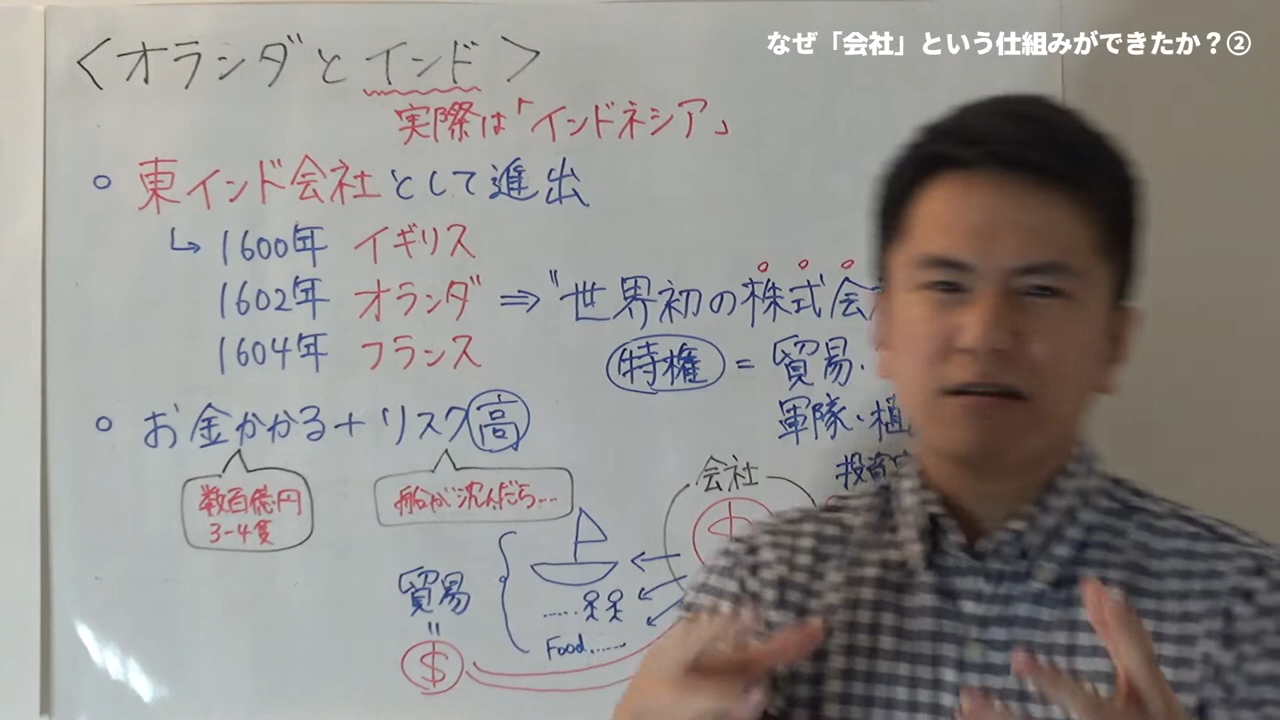 なぜ「会社」という仕組みができたか？②
＜オランダとインド＞
実際は「インドネシア」
○ 東インド会社として進出
↳ 1600年 イギリス
1602年 オランダ ⇒ "世界初の株式会
1604年 フランス
特権 = 貿易・
軍隊・植
○ お金かかる＋リスク高
数百億円
3-4隻
船が沈んだら…
会社
投資
貿易
=
$
……
Food……